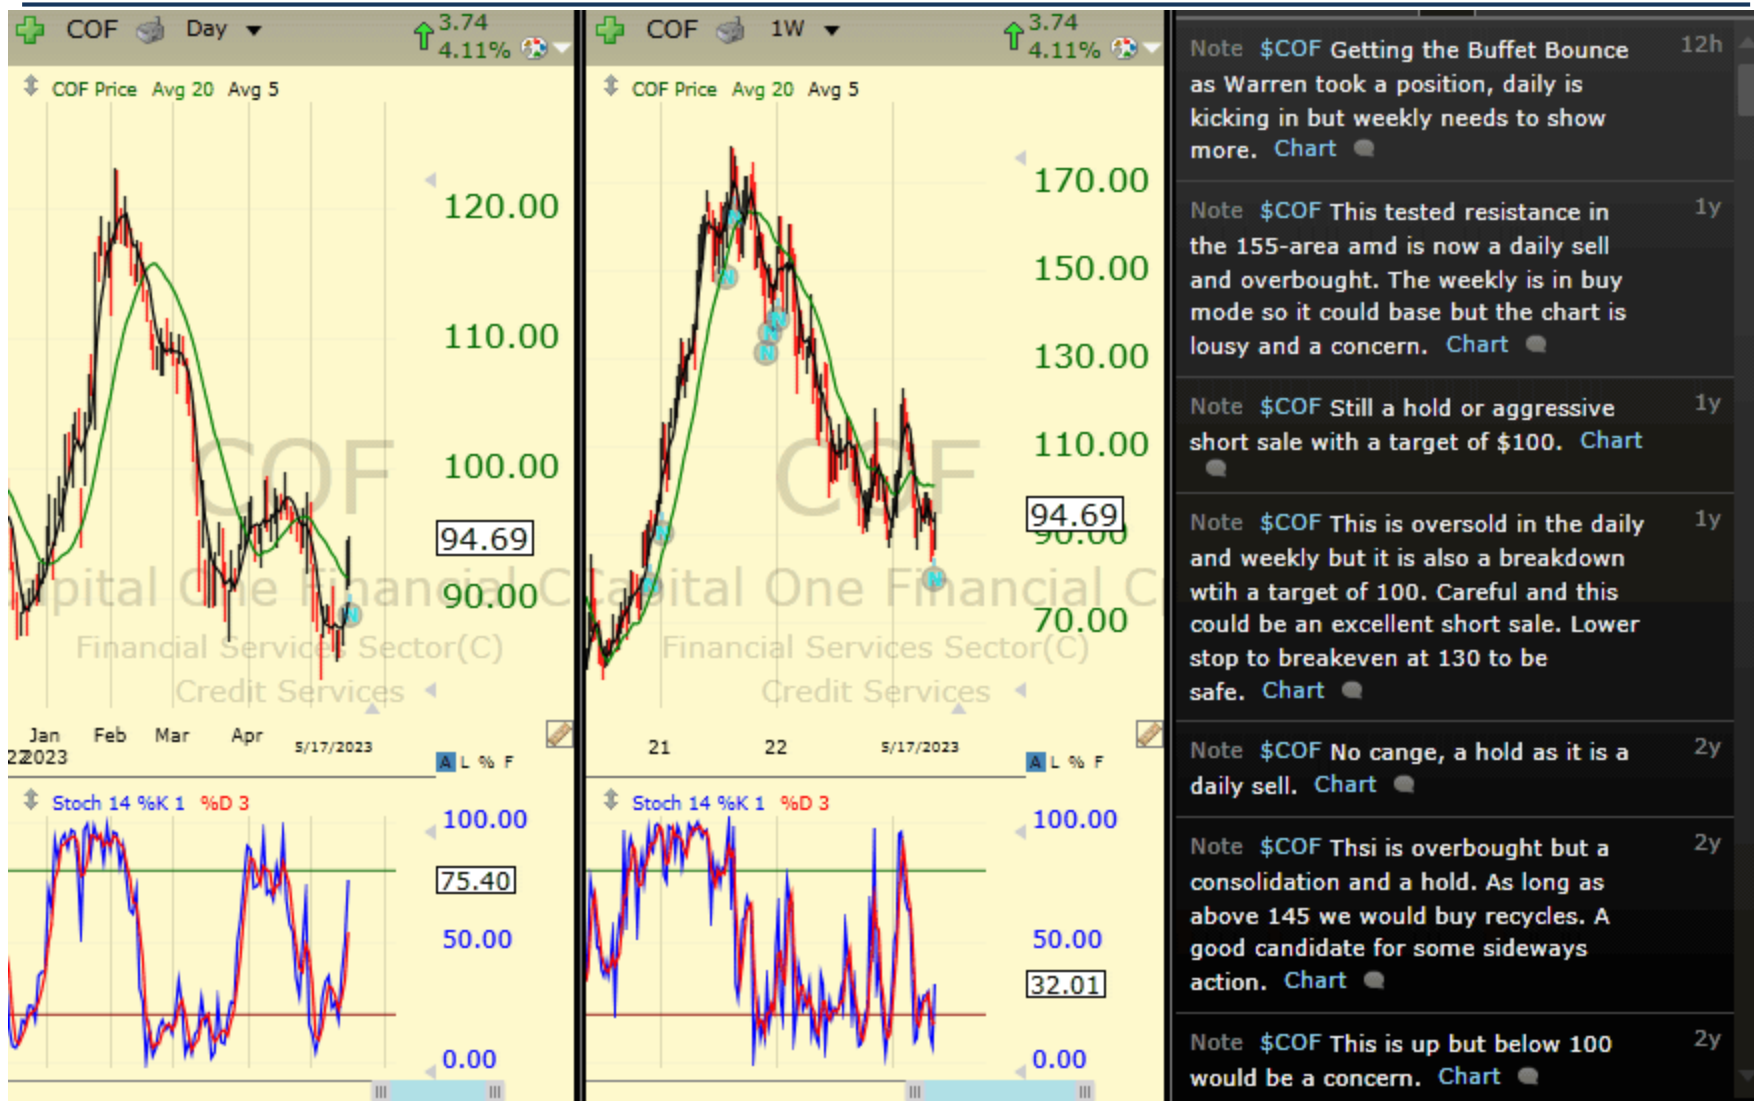 COF Day
3.74
4.11%
COF Price Avg 20 Avg 5
120.00
110.00
COF
100.00
94.69
90.00
pital One Financial C
Financial Services Sector(C)
Credit Services
Jan Feb Mar Apr 5/17/2023
2023
A L % F
Stoch 14 %K 1 %D 3
100.00
75.40
50.00
0.00
COF 1W
3.74
4.11%
COF Price Avg 20 Avg 5
170.00
150.00
130.00
110.00
COF
94.69
90.00
Capital One Financial C
70.00
Financial Services Sector(C)
Credit Services
21 22 5/17/2023
A L % F
Stoch 14 %K 1 %D 3
100.00
50.00
32.01
0.00
Note $COF Getting the Buffet Bounce 12h
as Warren took a position, daily is
kicking in but weekly needs to show
more. Chart
Note $COF This tested resistance in 1y
the 155-area amd is now a daily sell
and overbought. The weekly is in buy
mode so it could base but the chart is
lousy and a concern. Chart
Note $COF Still a hold or aggressive 1y
short sale with a target of $100. Chart
Note $COF This is oversold in the daily 1y
and weekly but it is also a breakdown
wtih a target of 100. Careful and this
could be an excellent short sale. Lower
stop to breakeven at 130 to be
safe. Chart
Note $COF No cange, a hold as it is a 2y
daily sell. Chart
Note $COF Thsi is overbought but a 2y
consolidation and a hold. As long as
above 145 we would buy recycles. A
good candidate for some sideways
action. Chart
Note $COF This is up but below 100 2y
would be a concern. Chart